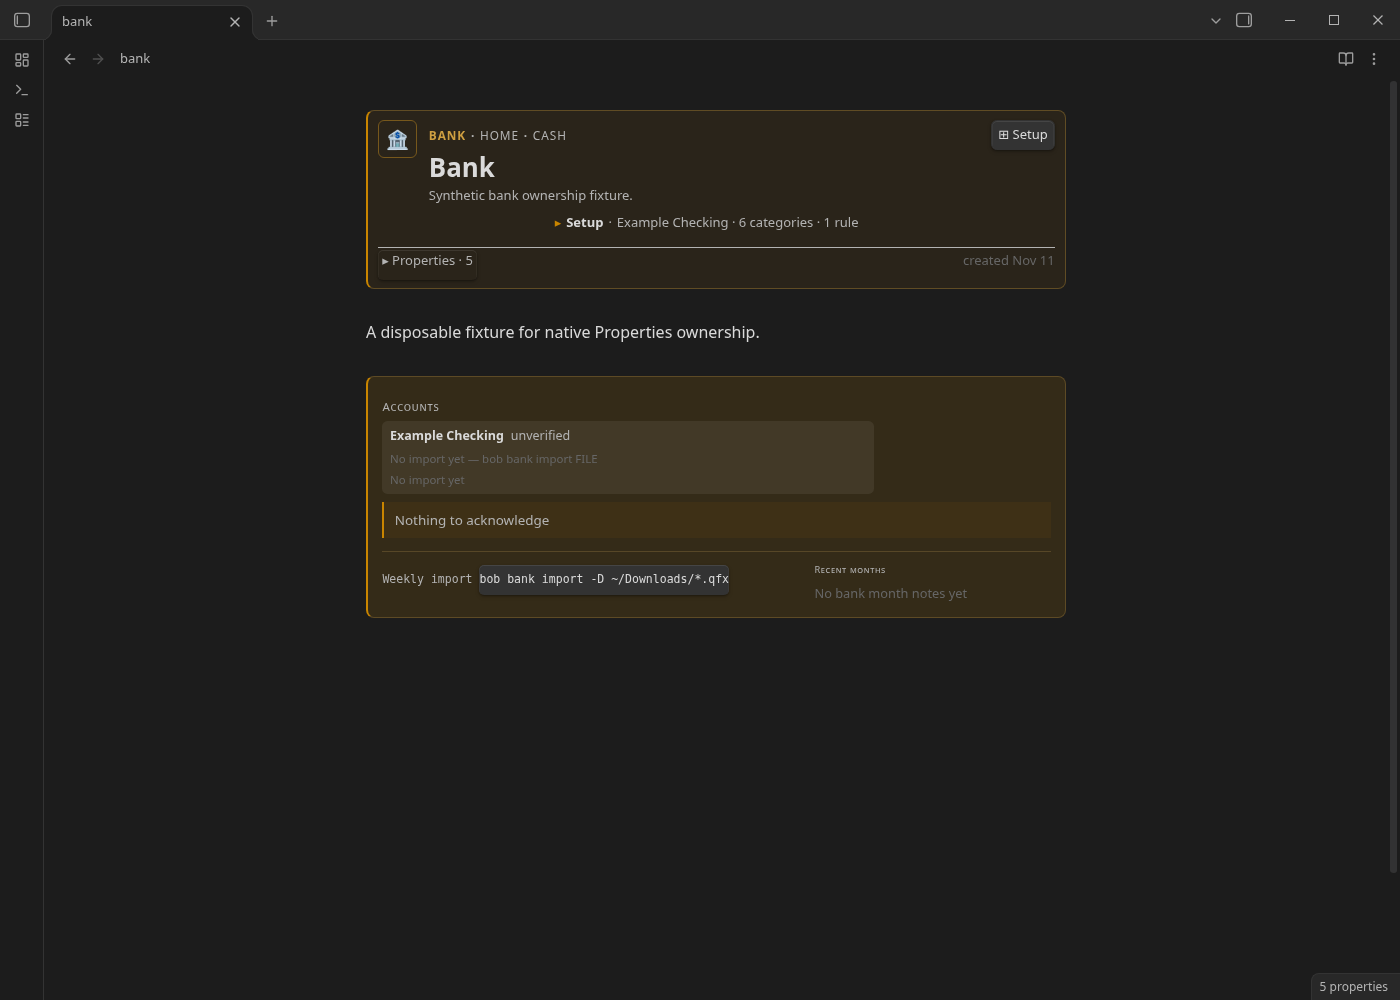 bank
bank
BANK · HOME · CASH
⊞ Setup
Bank
Synthetic bank ownership fixture.
▸ Setup · Example Checking · 6 categories · 1 rule
▸ Properties · 5
created Nov 11
A disposable fixture for native Properties ownership.
Accounts
Example Checking unverified
No import yet — bob bank import FILE
No import yet
Nothing to acknowledge
Weekly import bob bank import -D ~/Downloads/*.qfx
Recent months
No bank month notes yet
5 properties